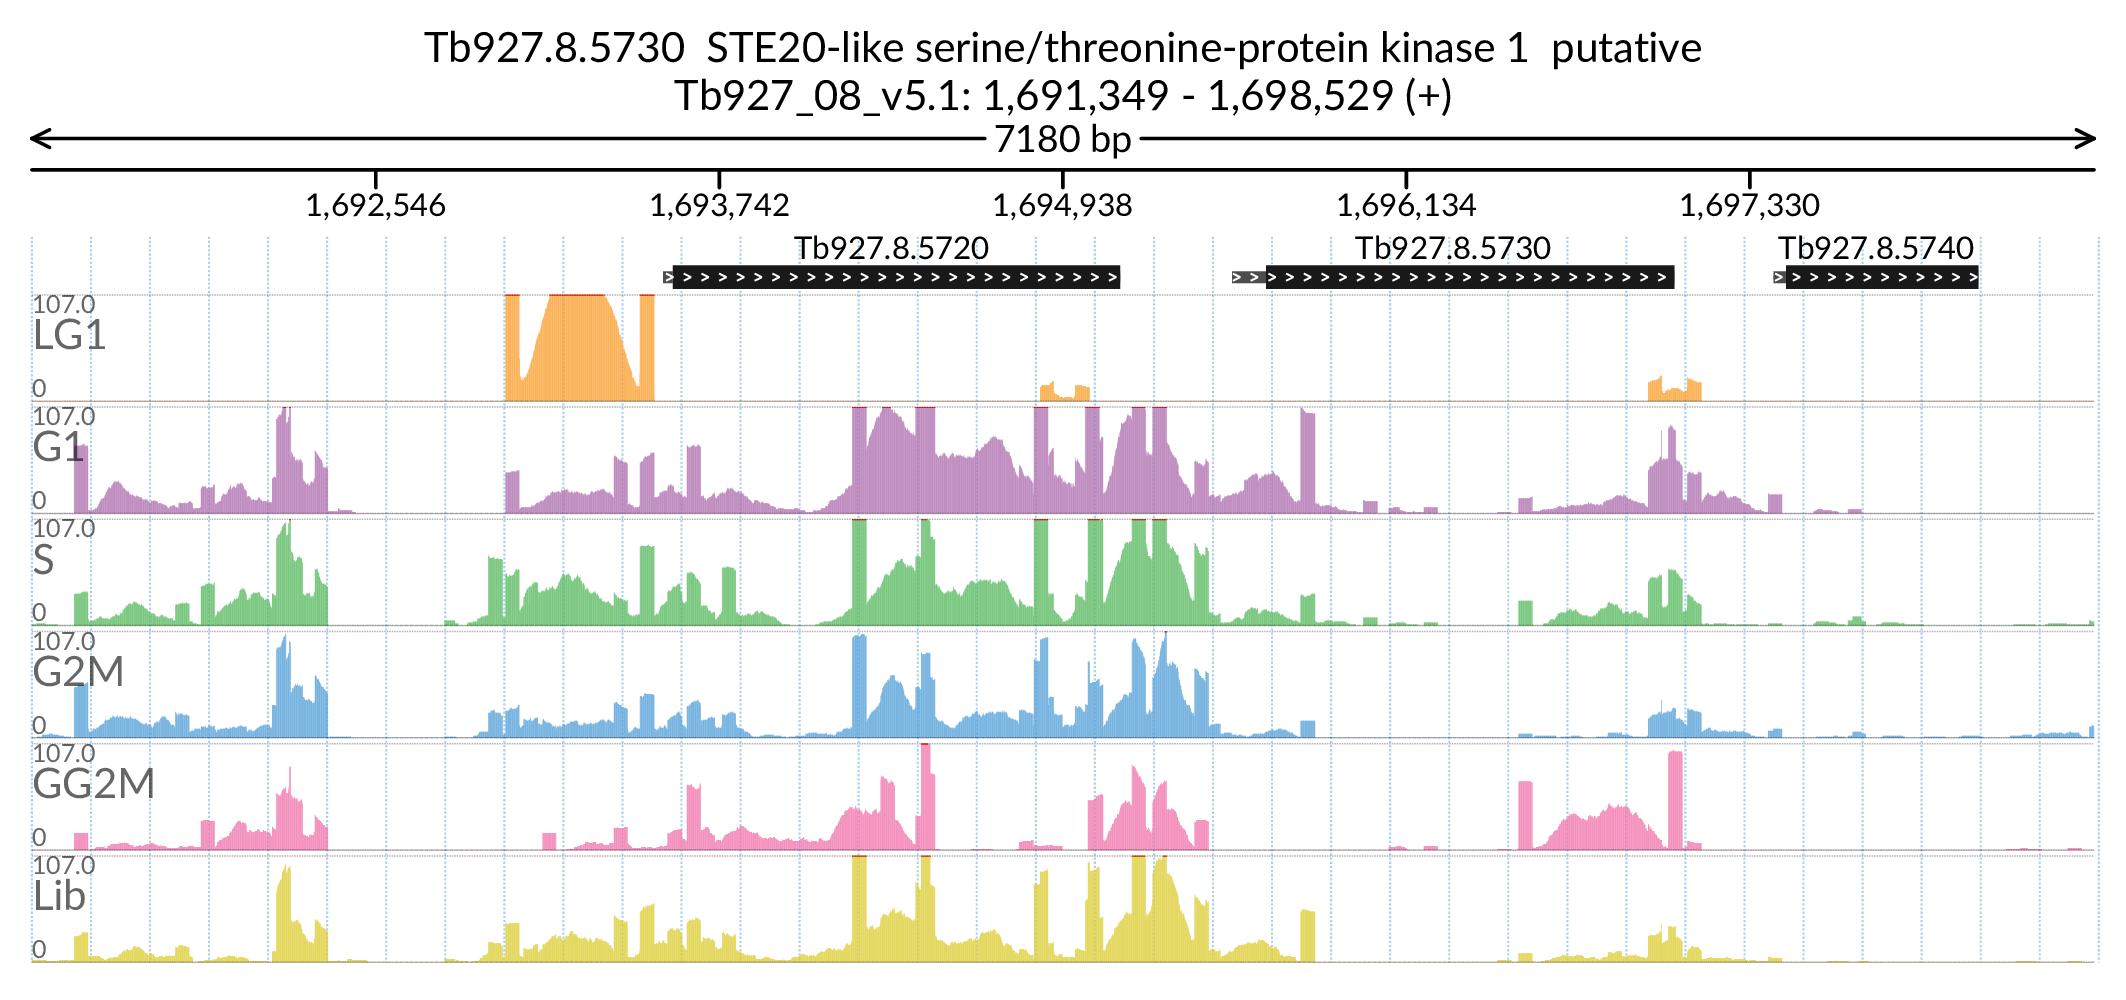 Tb927.8.5730 STE20-like serine/threonine-protein kinase 1 putative
Tb927_08_v5.1: 1,691,349 - 1,698,529 (+)
7180 bp
1,692,546 1,693,742 1,694,938 1,696,134 1,697,330
Tb927.8.5720 Tb927.8.5730 Tb927.8.5740
107.0
LG1
0
107.0
G1
0
107.0
S
0
107.0
G2M
0
107.0
GG2M
0
107.0
Lib
0